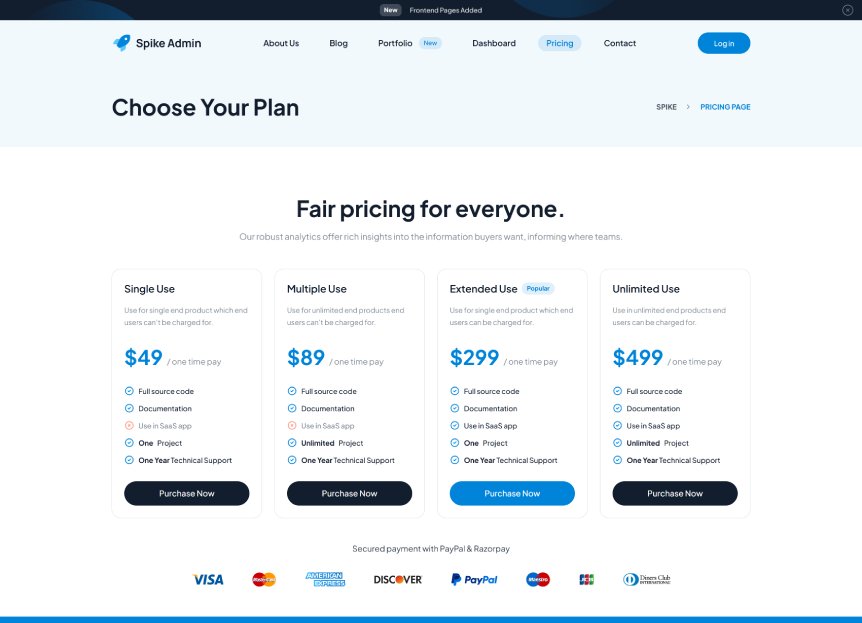 New Frontend Pages Added
Spike Admin About Us Blog Portfolio New Dashboard Pricing Contact Log in
Choose Your Plan
SPIKE > PRICING PAGE
Fair pricing for everyone.
Our robust analytics offer rich insights into the information buyers want, informing where teams.
Single Use
Use for single end product which end
users can't be charged for.
$49 / one time pay
Full source code
Documentation
Use in SaaS app
One Project
One Year Technical Support
Purchase Now
Multiple Use
Use for unlimited end products end
users can't be charged for.
$89 / one time pay
Full source code
Documentation
Use in SaaS app
Unlimited Project
One Year Technical Support
Purchase Now
Extended Use Popular
Use for single end product which end
users can be charged for.
$299 / one time pay
Full source code
Documentation
Use in SaaS app
One Project
One Year Technical Support
Purchase Now
Unlimited Use
Use in unlimited end products end
users can be charged for.
$499 / one time pay
Full source code
Documentation
Use in SaaS app
Unlimited Project
One Year Technical Support
Purchase Now
Secured payment with PayPal & Razorpay
VISA MasterCard AMERICAN EXPRESS DISCOVER PayPal Maestro JCB Diners Club INTERNATIONAL